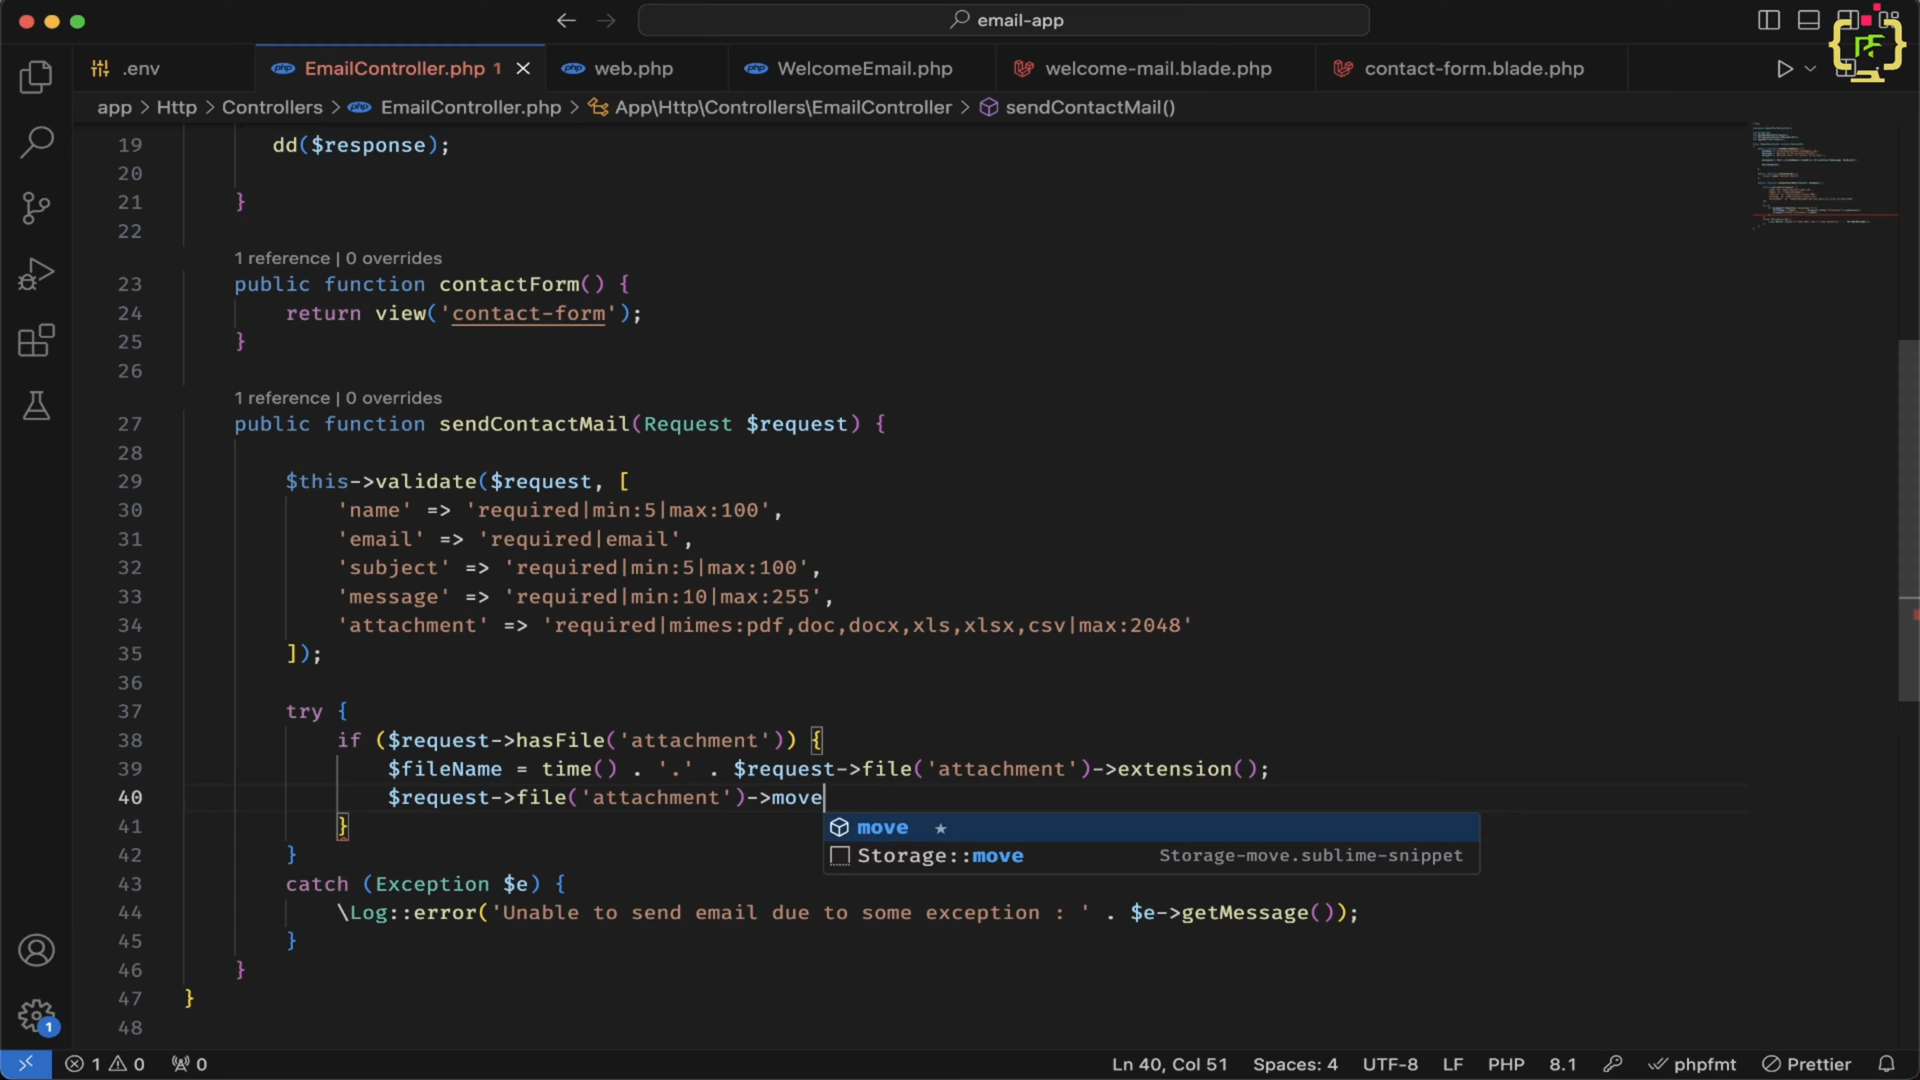 email-app
.env EmailController.php 1 web.php WelcomeEmail.php welcome-mail.blade.php contact-form.blade.php
app > Http > Controllers > EmailController.php > App\Http\Controllers\EmailController > sendContactMail()
19 dd($response);
20
21 }
22
1 reference | 0 overrides
23 public function contactForm() {
24 return view('contact-form');
25 }
26
1 reference | 0 overrides
27 public function sendContactMail(Request $request) {
28
29 $this->validate($request, [
30 'name' => 'required|min:5|max:100',
31 'email' => 'required|email',
32 'subject' => 'required|min:5|max:100',
33 'message' => 'required|min:10|max:255',
34 'attachment' => 'required|mimes:pdf,doc,docx,xls,xlsx,csv|max:2048'
35 ]);
36
37 try {
38 if ($request->hasFile('attachment')) {
39 $fileName = time() . '.' . $request->file('attachment')->extension();
40 $request->file('attachment')->move
41 }
move
42 }
Storage::move Storage-move.sublime-snippet
43 catch (Exception $e) {
44 \Log::error('Unable to send email due to some exception : ' . $e->getMessage());
45 }
46 }
47 }
48
1
1 0 0 Ln 40, Col 51 Spaces: 4 UTF-8 LF PHP 8.1 phpfmt Prettier